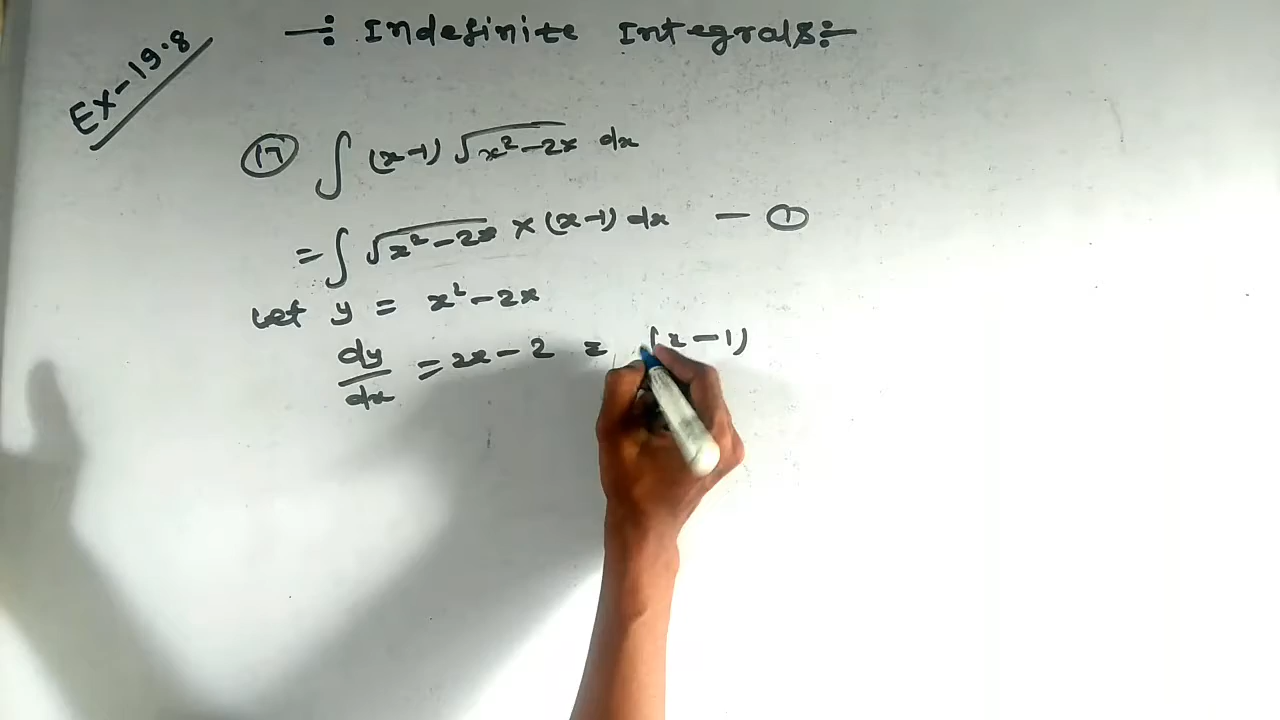 -: Indefinite Integrals:-
Ex-19.8
(17) ∫ (x-1) √x²-2x dx
= ∫ √x²-2x × (x-1) dx — (1)
Let y = x²-2x
dy/dx = 2x-2 = (x-1)